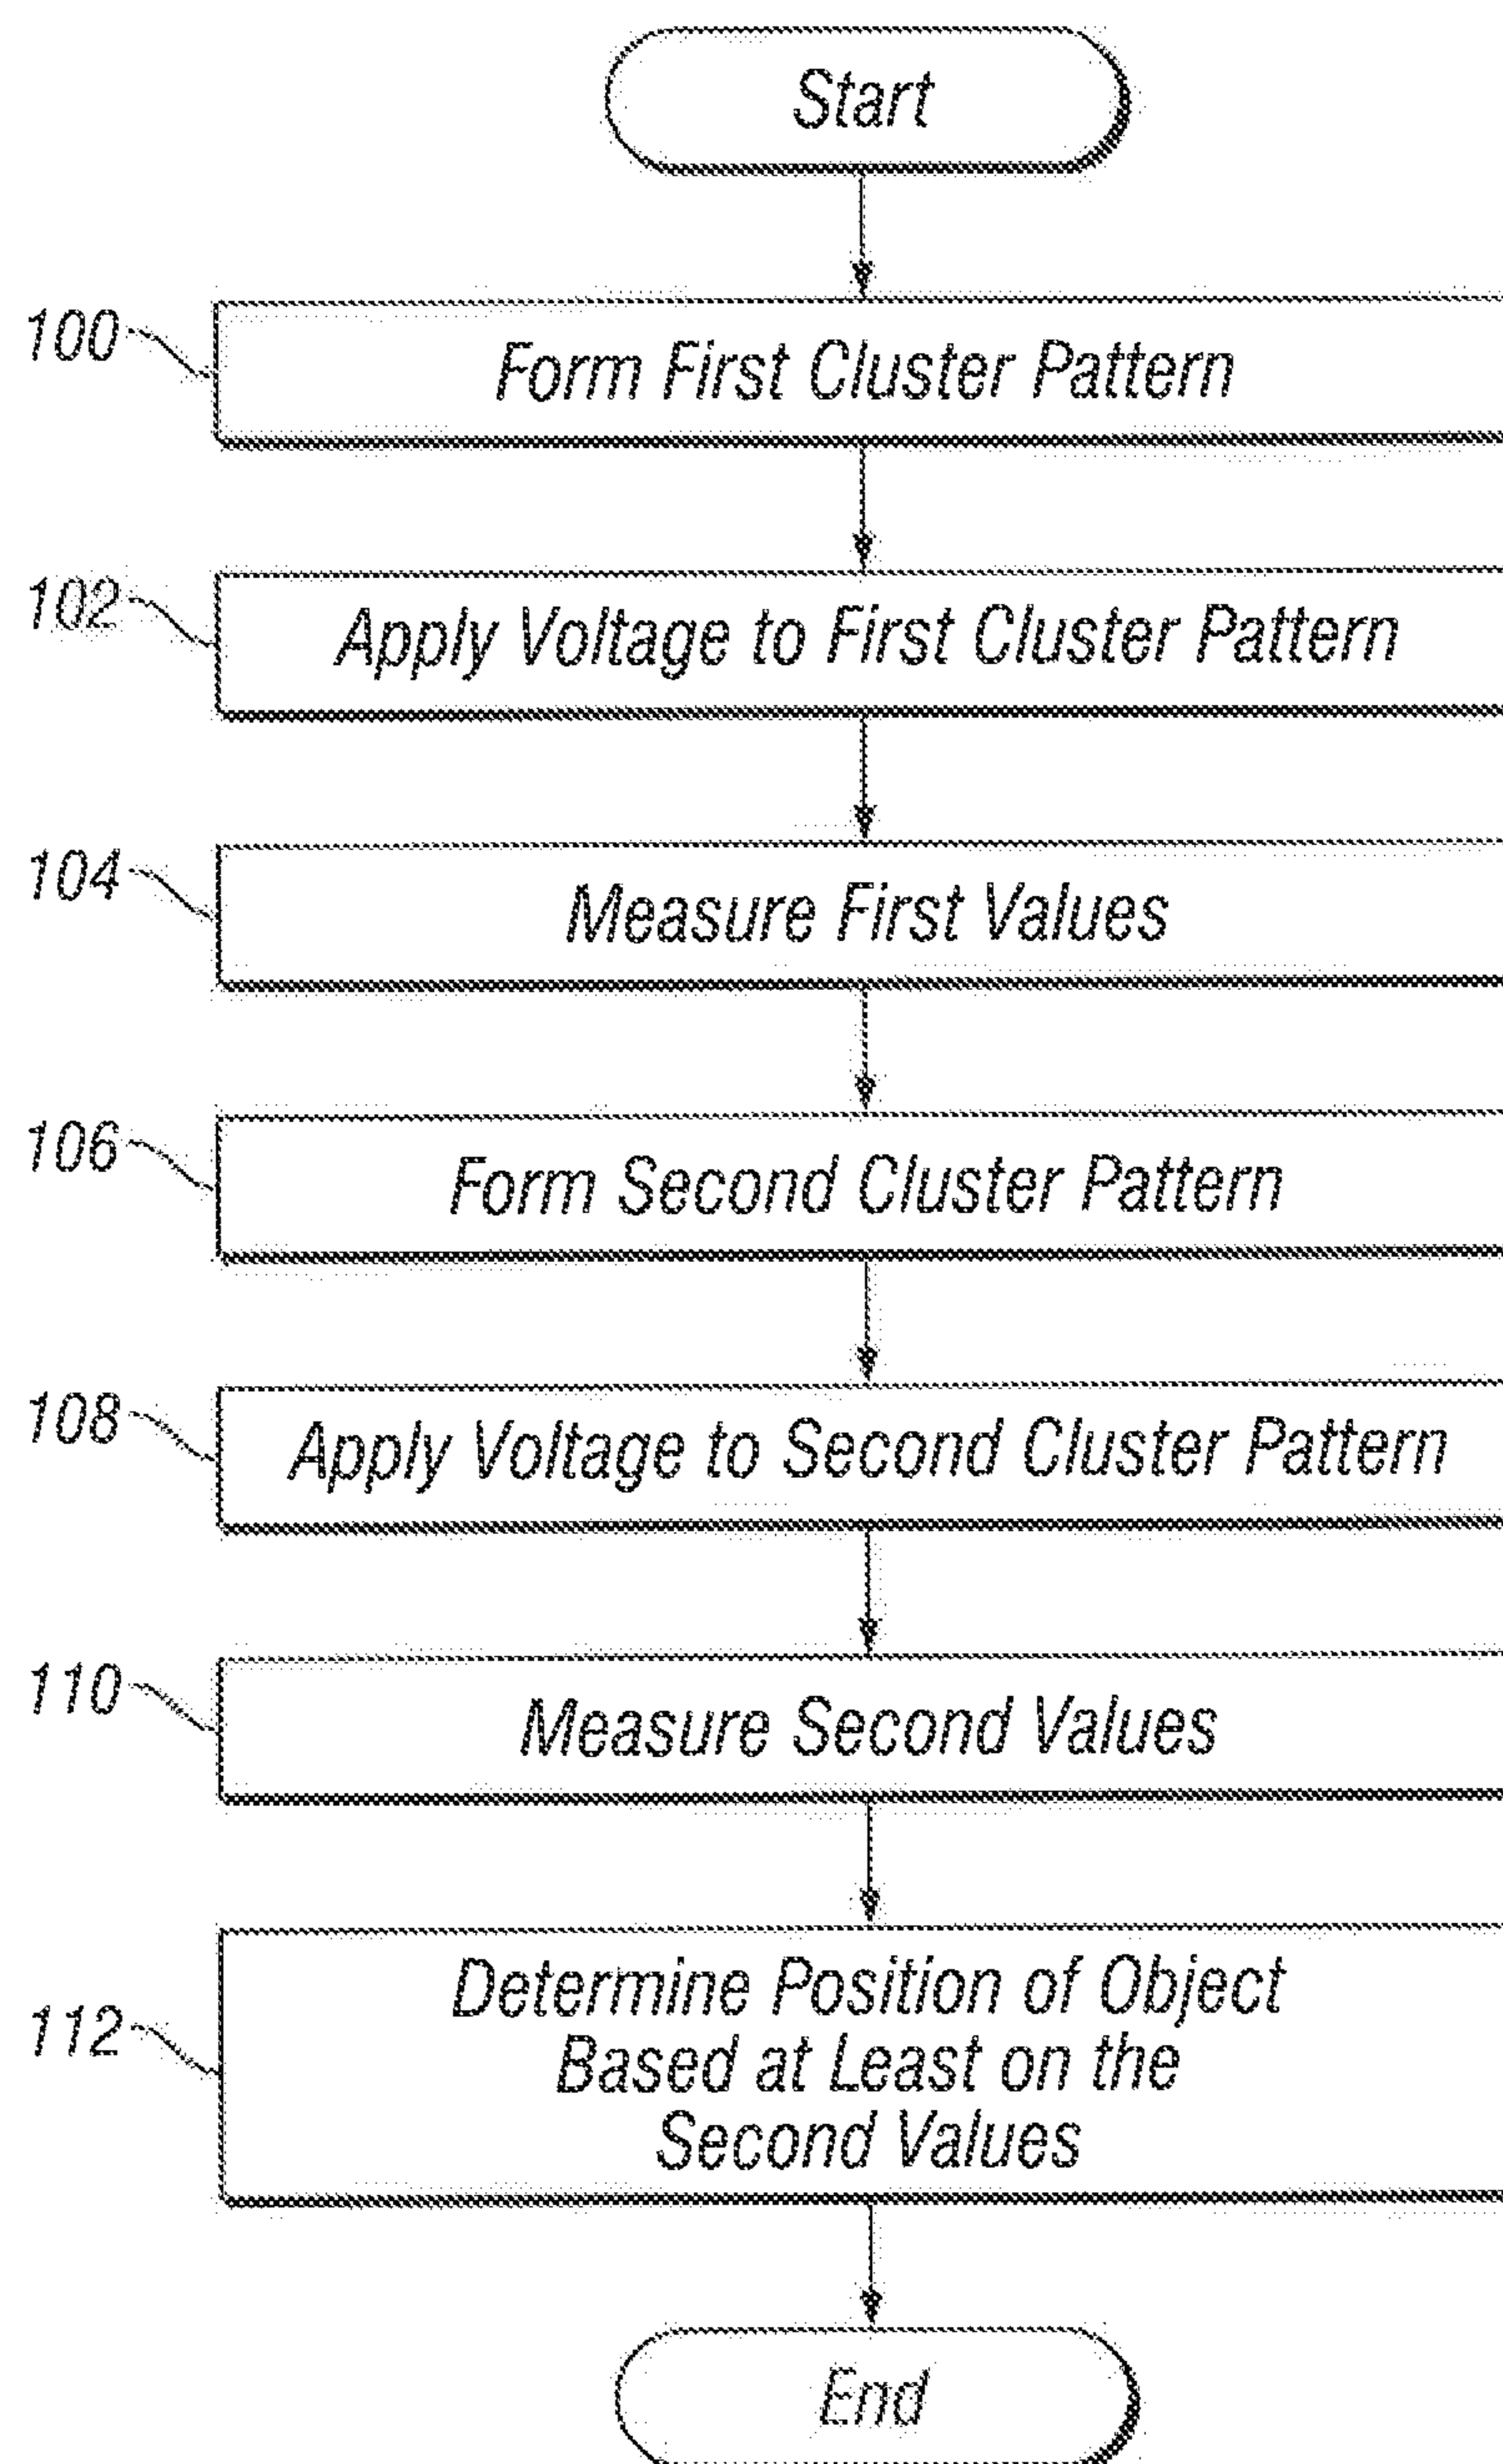 Start
100
Form First Cluster Pattern
102
Apply Voltage to First Cluster Pattern
104
Measure First Values
106
Form Second Cluster Pattern
108
Apply Voltage to Second Cluster Pattern
110
Measure Second Values
112
Determine Position of Object
Based at Least on the
Second Values
End